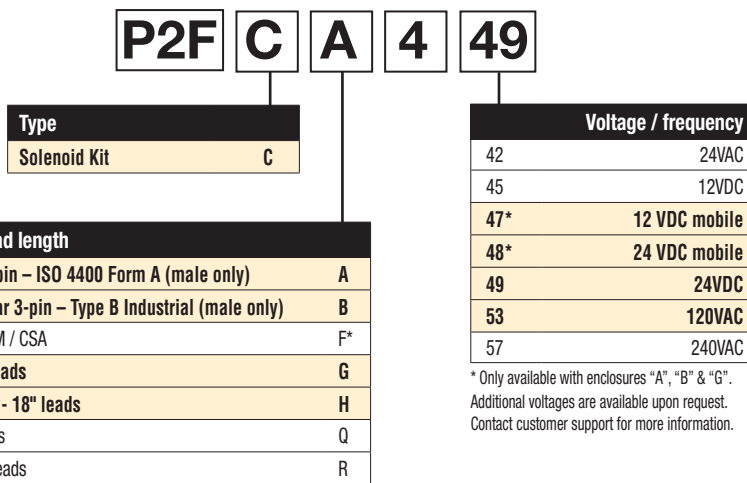 P2F C A 4 49
Type
Solenoid Kit C
length
– ISO 4400 Form A (male only) A
3-pin – Type B Industrial (male only) B
/ CSA F*
G
- 18" leads H
Q
R
Voltage / frequency
42 24VAC
45 12VDC
47* 12 VDC mobile
48* 24 VDC mobile
49 24VDC
53 120VAC
57 240VAC
* Only available with enclosures “A”, “B” & “G”.
Additional voltages are available upon request.
Contact customer support for more information.